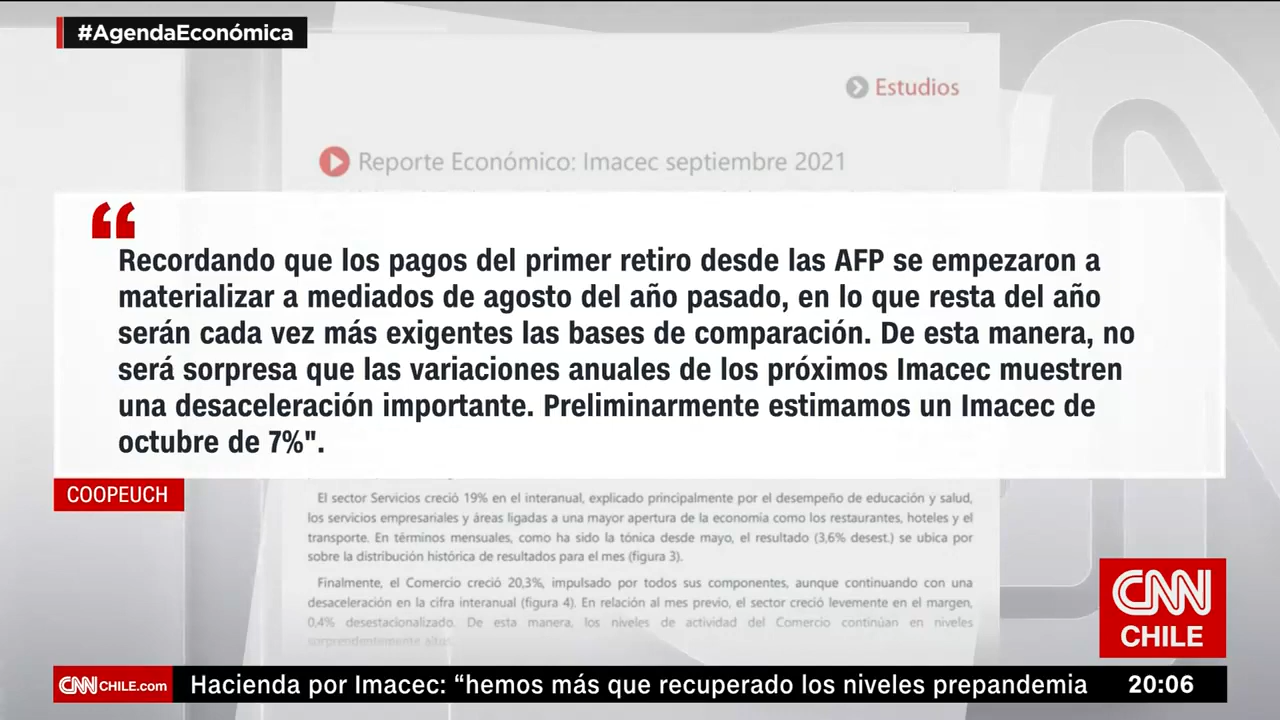 #AgendaEconómica
Estudios
Reporte Económico: Imacec septiembre 2021
“
Recordando que los pagos del primer retiro desde las AFP se empezaron a
materializar a mediados de agosto del año pasado, en lo que resta del año
serán cada vez más exigentes las bases de comparación. De esta manera, no
será sorpresa que las variaciones anuales de los próximos Imacec muestren
una desaceleración importante. Preliminarmente estimamos un Imacec de
octubre de 7%".
COOPEUCH
El sector Servicios creció 19% en el interanual, explicado principalmente por el desempeño de educación y salud,
los servicios empresariales y áreas ligadas a una mayor apertura de la economía como los restaurantes, hoteles y el
transporte. En términos mensuales, como ha sido la tónica desde mayo, el resultado (3,6% desest.) se ubica por
sobre la distribución histórica de resultados para el mes (figura 3).
Finalmente, el Comercio creció 20,3%, impulsado por todos sus componentes, aunque continuando con una
desaceleración en la cifra interanual (figura 4). En relación al mes previo, el sector creció levemente en el margen,
0,4% desestacionalizado. De esta manera, los niveles de actividad del Comercio continúan en niveles
sorprendentemente altos.
CNN
CHILE
CNNCHILE.com
Hacienda por Imacec: “hemos más que recuperado los niveles prepandemia
20:06